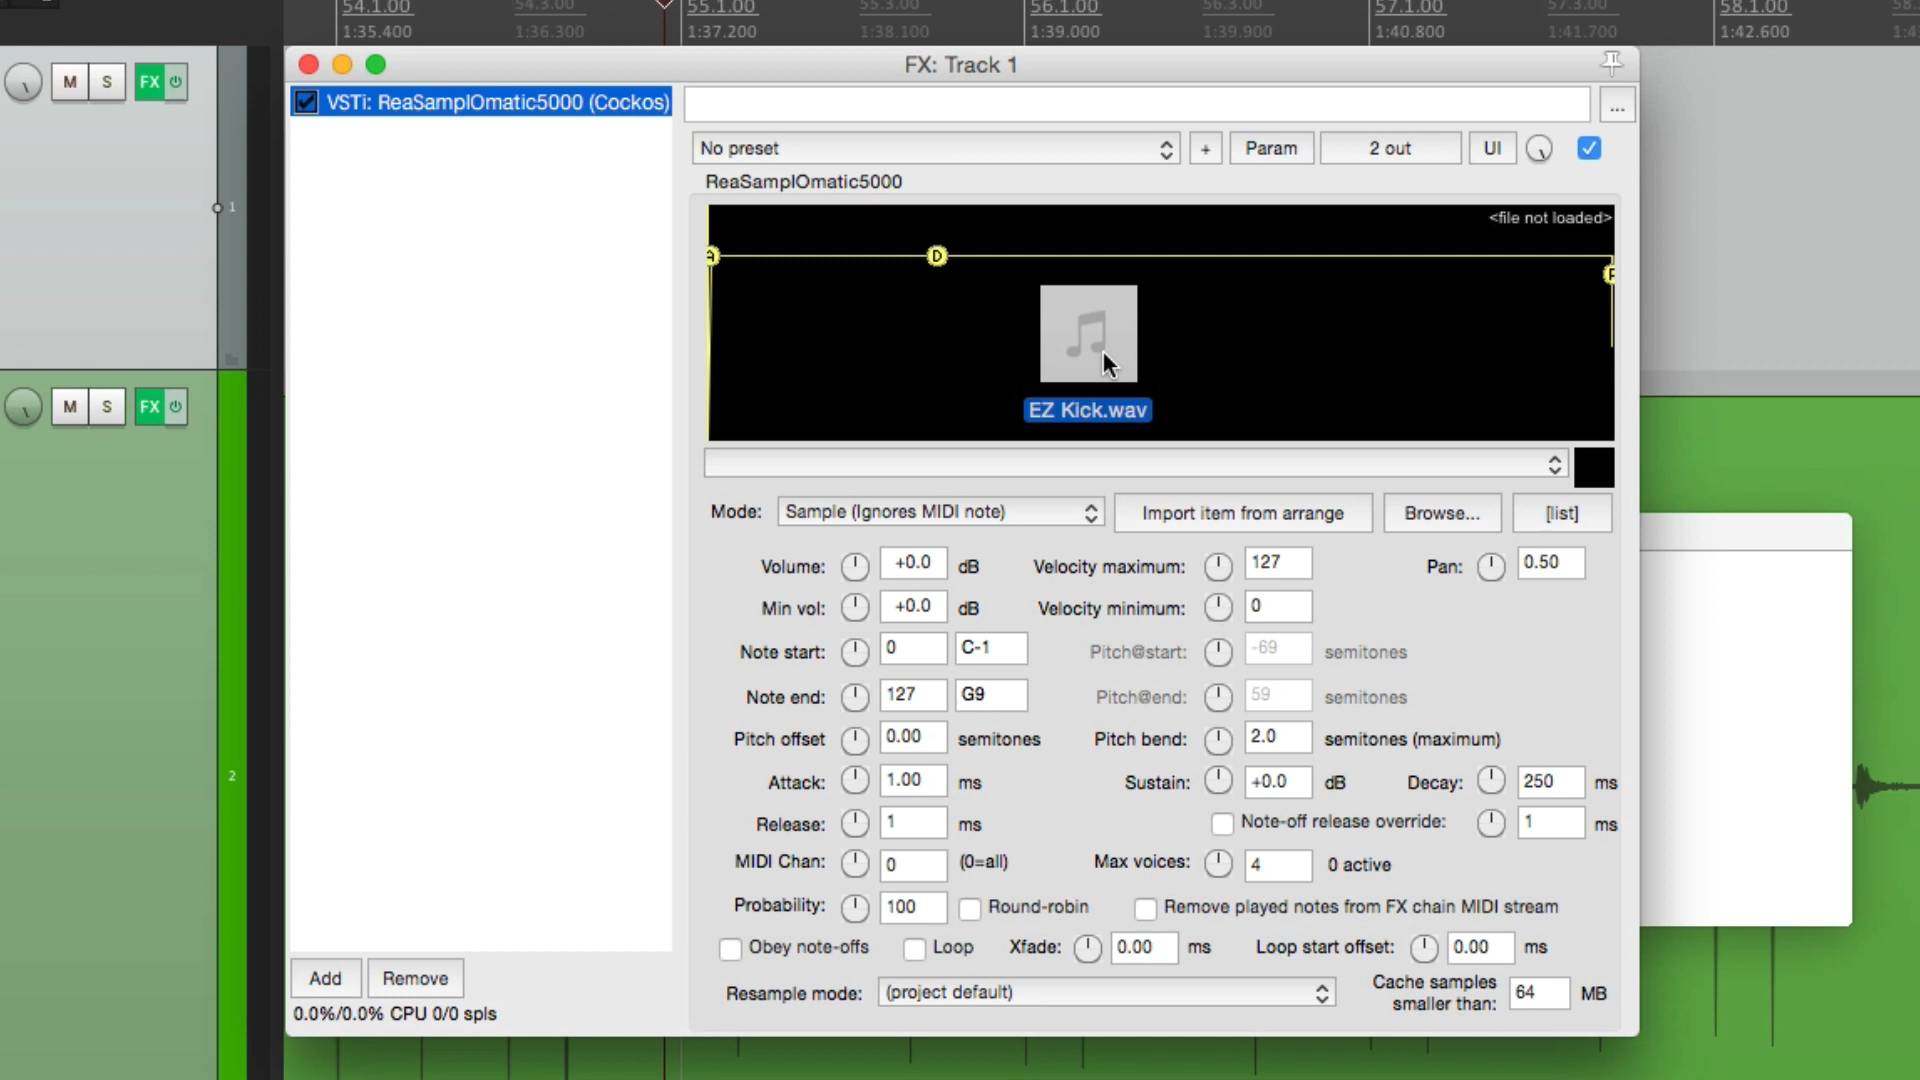 54.1.00 54.3.00 55.1.00 55.3.00 56.1.00 56.3.00 57.1.00 57.3.00 58.1.00
1:35.400 1:36.300 1:37.200 1:38.100 1:39.000 1:39.900 1:40.800 1:41.700 1:42.600
FX: Track 1
M S FX
VSTi: ReaSamplOmatic5000 (Cockos)
...
No preset + Param 2 out UI
ReaSamplOmatic5000
<file not loaded>
A D
1
EZ Kick.wav
M S FX
Mode: Sample (Ignores MIDI note) Import item from arrange Browse... [list]
Volume: +0.0 dB Velocity maximum: 127 Pan: 0.50
Min vol: +0.0 dB Velocity minimum: 0
Note start: 0 C-1 Pitch@start: -69 semitones
Note end: 127 G9 Pitch@end: 59 semitones
Pitch offset 0.00 semitones Pitch bend: 2.0 semitones (maximum)
2
Attack: 1.00 ms Sustain: +0.0 dB Decay: 250 ms
Release: 1 ms Note-off release override: 1 ms
MIDI Chan: 0 (0=all) Max voices: 4 0 active
Probability: 100 Round-robin Remove played notes from FX chain MIDI stream
Obey note-offs Loop Xfade: 0.00 ms Loop start offset: 0.00 ms
Resample mode: (project default) Cache samples
smaller than: 64 MB
Add Remove
0.0%/0.0% CPU 0/0 spls